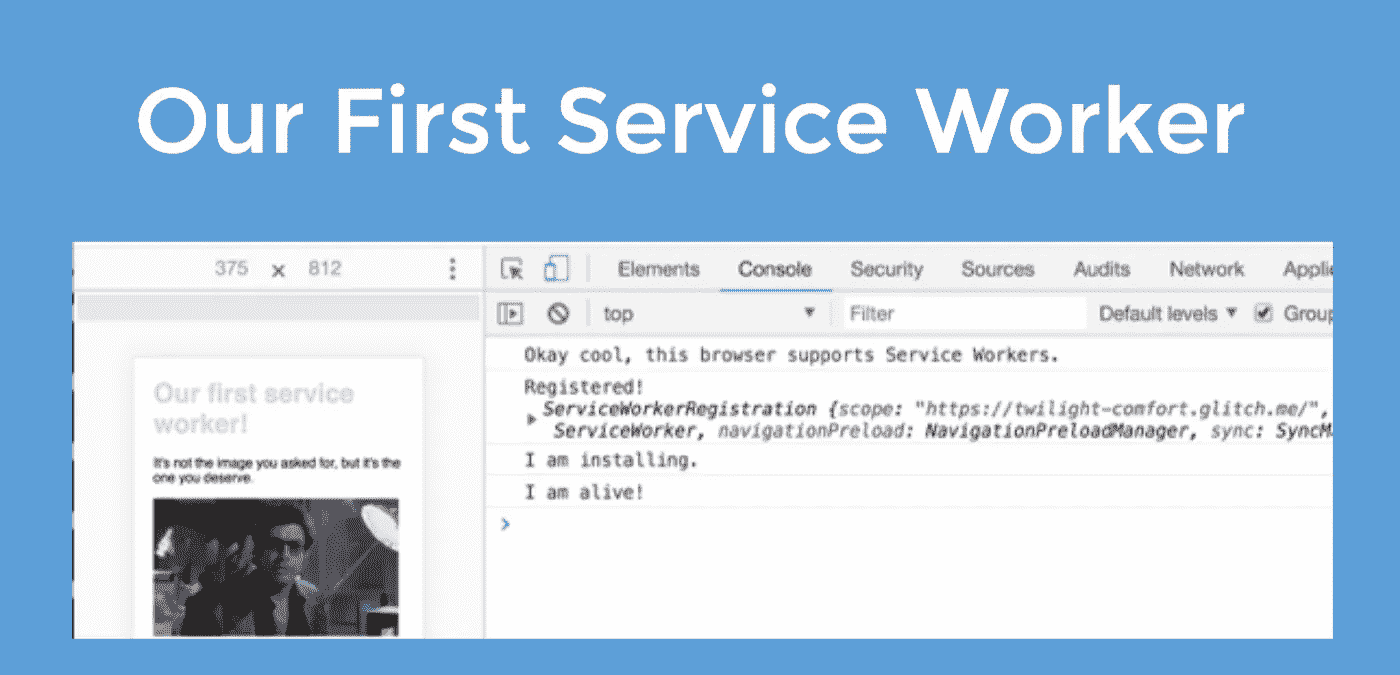 Our First Service Worker
375 x 812
Elements Console Security Sources Audits Network Appli
top Filter Default levels Group
Our first service
worker!
It's not the image you asked for, but it's the
one you deserve.
Okay cool, this browser supports Service Workers.
Registered!
ServiceWorkerRegistration {scope: "https://twilight-comfort.glitch.me/",
ServiceWorker, navigationPreload: NavigationPreloadManager, sync: SyncM
I am installing.
I am alive!